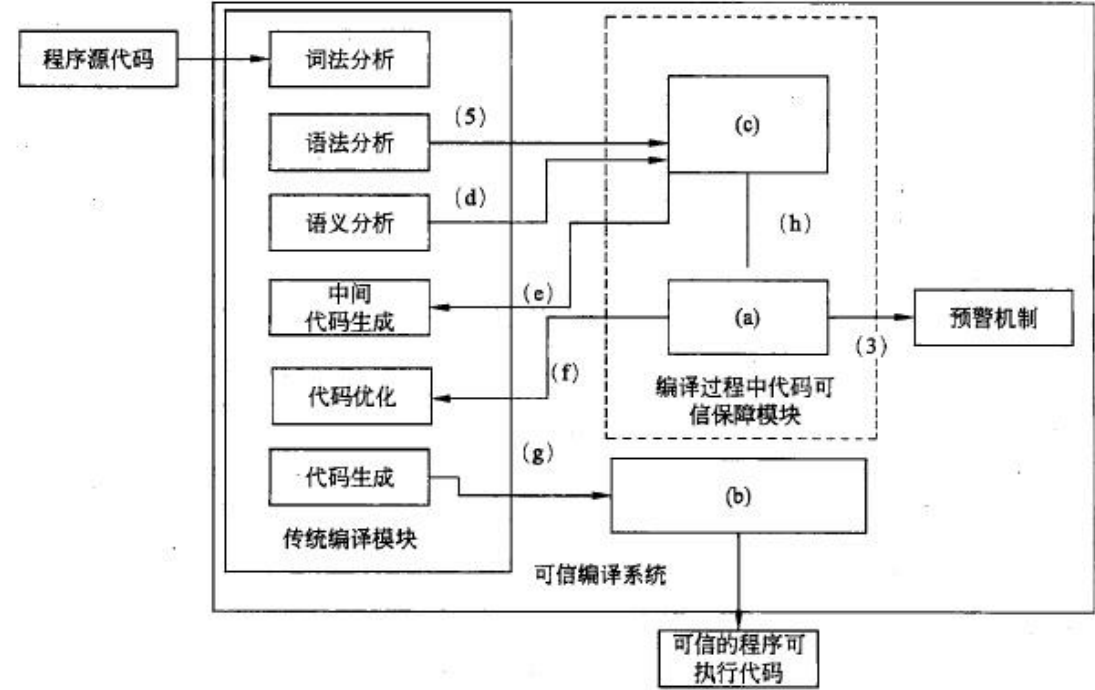 程序源代码
词法分析
语法分析
(5)
(c)
语义分析
(d)
(h)
中间
代码生成
(e)
(a)
(3)
预警机制
代码优化
(f)
编译过程中代码可
信保障模块
代码生成
(g)
(b)
传统编译模块
可信编译系统
可信的程序可
执行代码